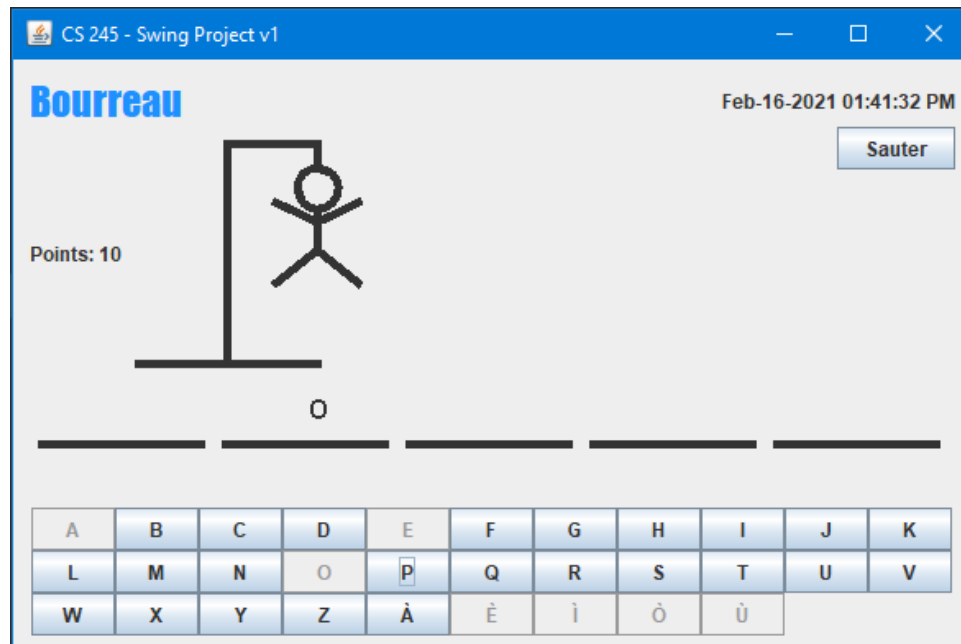 CS 245 - Swing Project v1
Bourreau
Feb-16-2021 01:41:32 PM
Sauter
Points: 10
O
A B C D E F G H I J K
L M N O P Q R S T U V
W X Y Z À È Ì Ò Ù